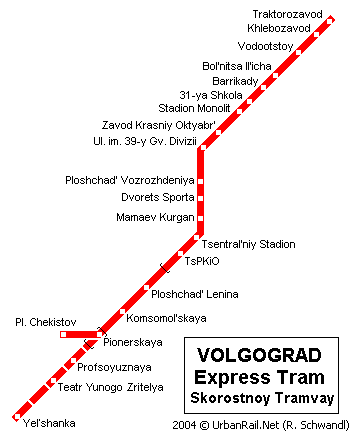 Traktorozavod
Khlebozavod
Vodootstoy
Bol'nitsa Il'icha
Barrikady
31-ya Shkola
Stadion Monolit
Zavod Krasniy Oktyabr'
Ul. im. 39-y Gv. Divizii
Ploshchad' Vozrozhdeniya
Dvorets Sporta
Mamaev Kurgan
Tsentral'niy Stadion
TsPKiO
Ploshchad' Lenina
Komsomol'skaya
Pl. Chekistov
Pionerskaya
Profsoyuznaya
Teatr Yunogo Zritelya
Yel'shanka
VOLGOGRAD
Express Tram
Skorostnoy Tramvay
2004 © UrbanRail.Net (R. Schwandl)